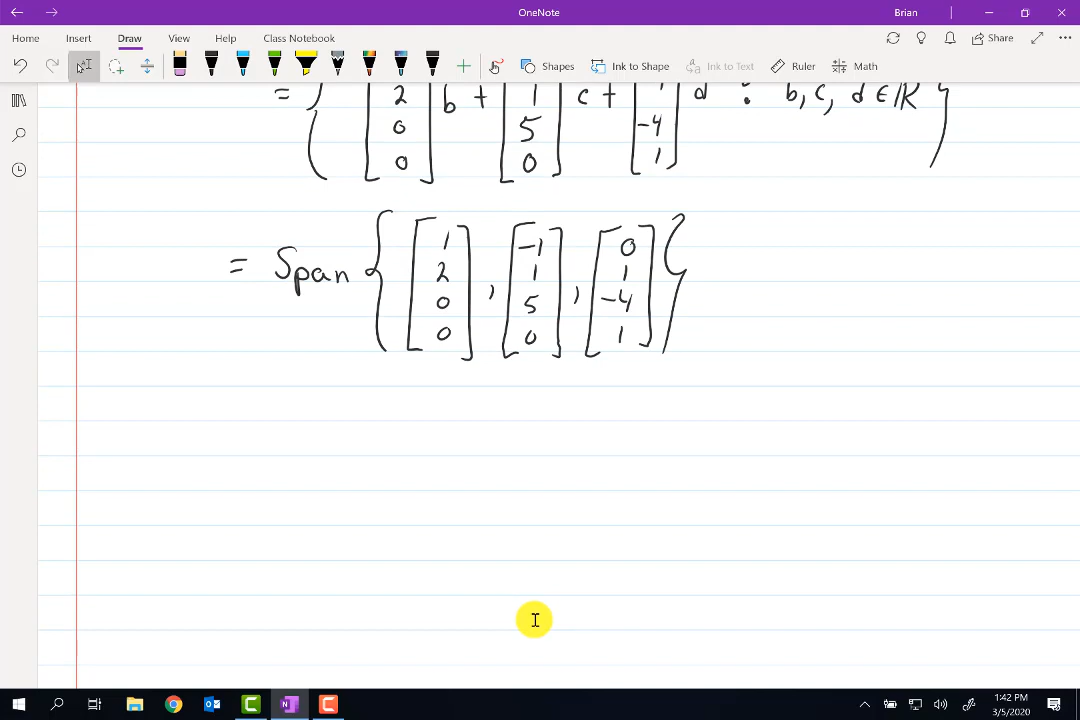 OneNote
Brian
Home Insert Draw View Help Class Notebook
Share
Shapes Ink to Shape Ink to Text Ruler Math
= { [2 0 0] b + [1 5 0] c + [-4 1] d : b, c, d ∈ ℝ }
= Span { [1 2 0 0], [-1 1 5 0], [0 1 -4 1] }
1:42 PM
3/5/2020